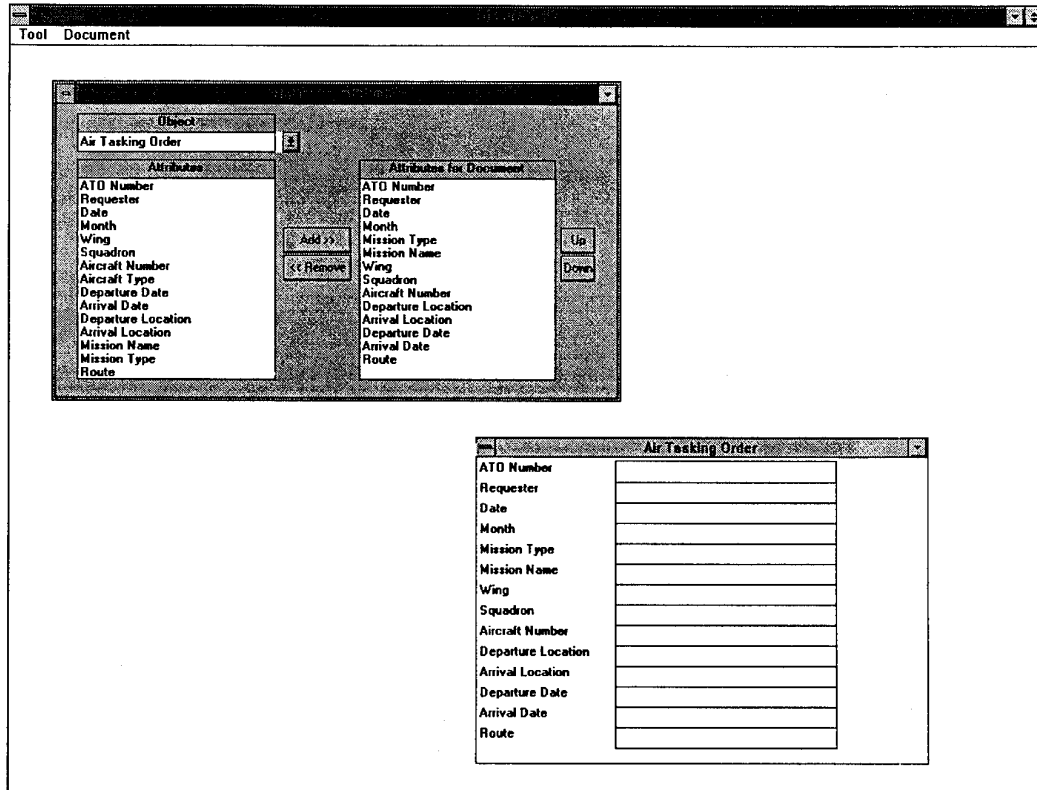 Tool Document
Object
Air Tasking Order
Attributes
ATO Number
Requester
Date
Month
Wing
Squadron
Aircraft Number
Aircraft Type
Departure Date
Arrival Date
Departure Location
Arrival Location
Mission Name
Mission Type
Route
Add >>
<< Remove
Attributes for Document
ATO Number
Requester
Date
Month
Mission Type
Mission Name
Wing
Squadron
Aircraft Number
Departure Location
Arrival Location
Departure Date
Arrival Date
Route
Up
Down
Air Tasking Order
ATO Number
Requester
Date
Month
Mission Type
Mission Name
Wing
Squadron
Aircraft Number
Departure Location
Arrival Location
Departure Date
Arrival Date
Route